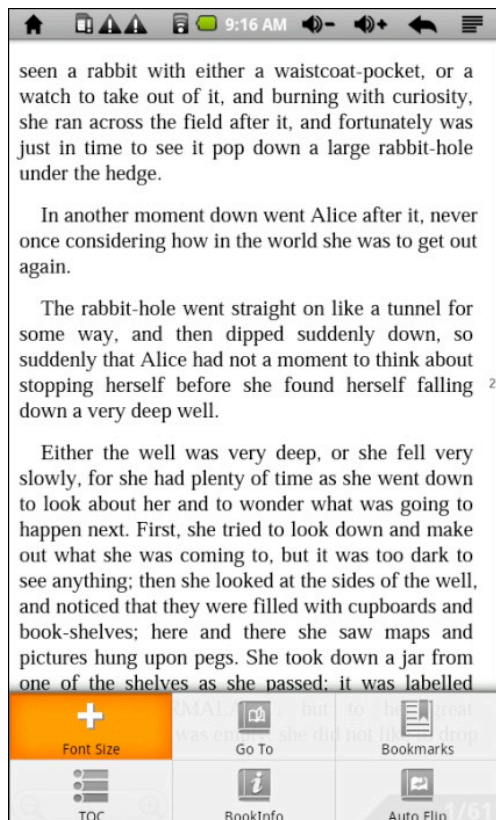 9:16 AM
seen a rabbit with either a waistcoat-pocket, or a
watch to take out of it, and burning with curiosity,
she ran across the field after it, and fortunately was
just in time to see it pop down a large rabbit-hole
under the hedge.
In another moment down went Alice after it, never
once considering how in the world she was to get out
again.
The rabbit-hole went straight on like a tunnel for
some way, and then dipped suddenly down, so
suddenly that Alice had not a moment to think about
stopping herself before she found herself falling
2
down a very deep well.
Either the well was very deep, or she fell very
slowly, for she had plenty of time as she went down
to look about her and to wonder what was going to
happen next. First, she tried to look down and make
out what she was coming to, but it was too dark to
see anything; then she looked at the sides of the well,
and noticed that they were filled with cupboards and
book-shelves; here and there she saw maps and
pictures hung upon pegs. She took down a jar from
one of the shelves as she passed; it was labelled
but to great
was empty: she did not drop
Font Size
Go To
Bookmarks
TOC
BookInfo
Auto Flip
1/61